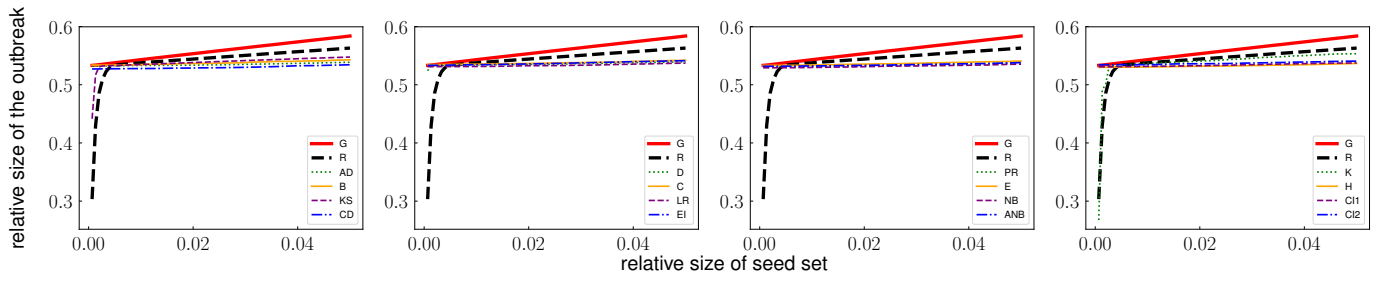 relative size of the outbreak
0.6
0.5
0.4
0.3
0.00 0.02 0.04
G
R
AD
B
KS
CD
0.6
0.5
0.4
0.3
0.00 0.02 0.04
G
R
D
C
LR
EI
0.6
0.5
0.4
0.3
0.00 0.02 0.04
G
R
PR
E
NB
ANB
0.6
0.5
0.4
0.3
0.00 0.02 0.04
G
R
K
H
CI1
CI2
relative size of seed set